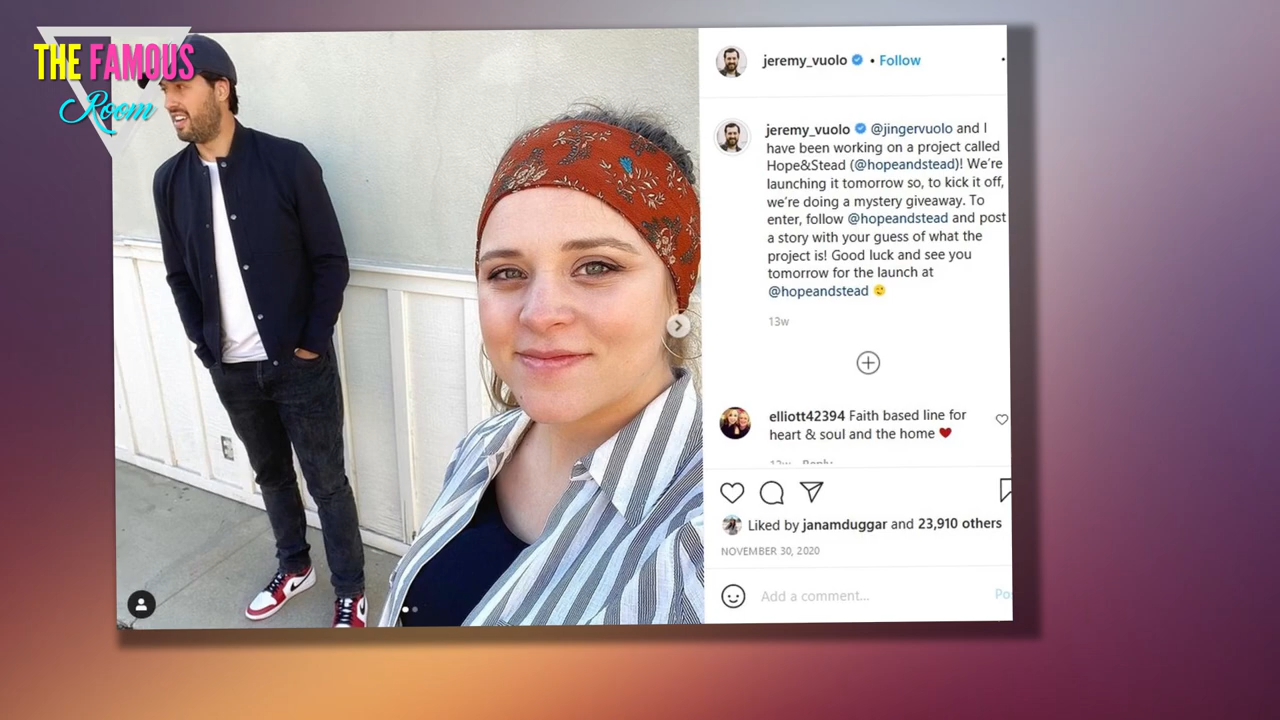 THE FAMOUS
Room
jeremy_vuolo • Follow
jeremy_vuolo @jingervuolo and I
have been working on a project called
Hope&Stead (@hopeandstead)! We're
launching it tomorrow so, to kick it off,
we're doing a mystery giveaway. To
enter, follow @hopeandstead and post
a story with your guess of what the
project is! Good luck and see you
tomorrow for the launch at
@hopeandstead 😉
13w
elliott42394 Faith based line for
heart & soul and the home ❤
Reply
Liked by janamduggar and 23,910 others
NOVEMBER 30, 2020
Add a comment...